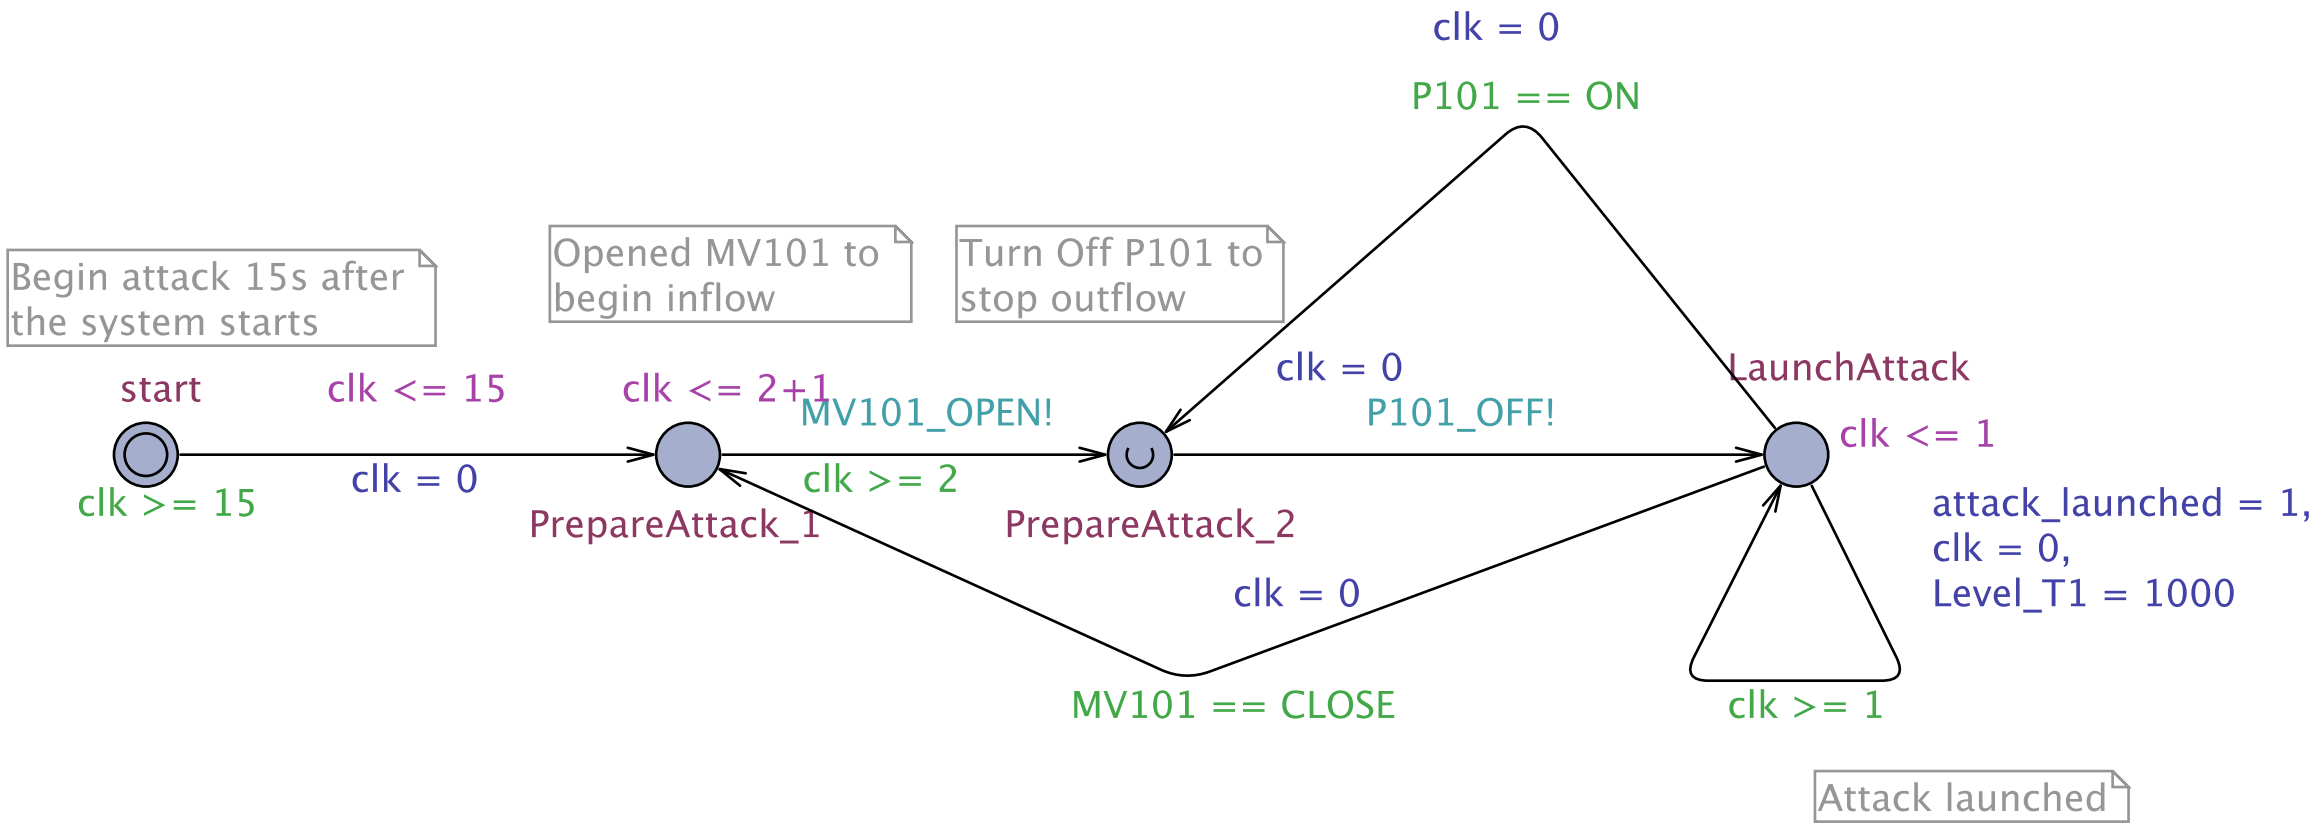 clk = 0
P101 == ON
Begin attack 15s after
the system starts
Opened MV101 to
begin inflow
Turn Off P101 to
stop outflow
start
clk <= 15
clk <= 2+1
MV101_OPEN!
clk = 0
P101_OFF!
LaunchAttack
clk <= 1
clk >= 15
clk = 0
clk >= 2
PrepareAttack_1
PrepareAttack_2
attack_launched = 1,
clk = 0,
Level_T1 = 1000
clk = 0
MV101 == CLOSE
clk >= 1
Attack launched